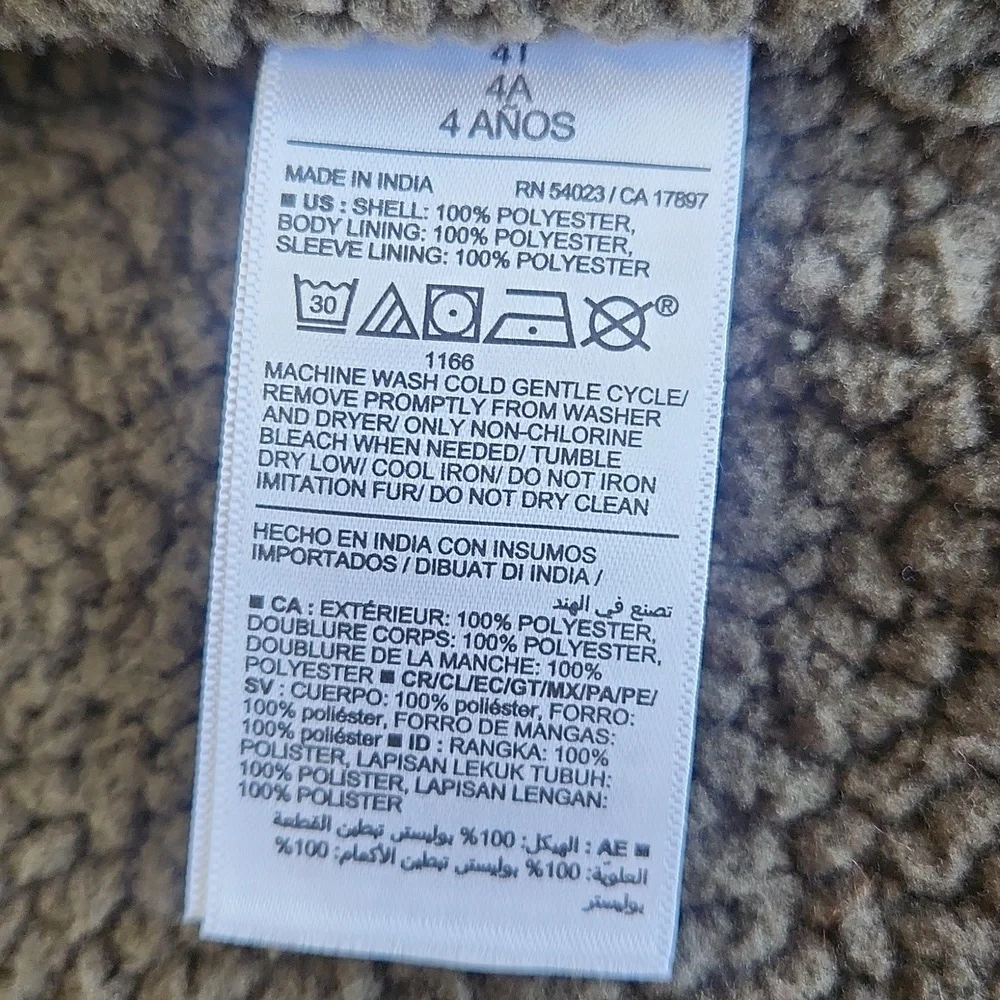 4T
4A
4 AÑOS
MADE IN INDIA RN 54023 / CA 17897
■ US : SHELL: 100% POLYESTER,
BODY LINING: 100% POLYESTER,
SLEEVE LINING: 100% POLYESTER
30 ®
1166
MACHINE WASH COLD GENTLE CYCLE/
REMOVE PROMPTLY FROM WASHER
AND DRYER/ ONLY NON-CHLORINE
BLEACH WHEN NEEDED/ TUMBLE
DRY LOW/ COOL IRON/ DO NOT IRON
IMITATION FUR/ DO NOT DRY CLEAN
HECHO EN INDIA CON INSUMOS
IMPORTADOS / DIBUAT DI INDIA /
تصنع في الهند
■ CA : EXTÉRIEUR: 100% POLYESTER,
DOUBLURE CORPS: 100% POLYESTER,
DOUBLURE DE LA MANCHE: 100%
POLYESTER ■ CR/CL/EC/GT/MX/PA/PE/
SV : CUERPO: 100% poliéster, FORRO:
100% poliéster, FORRO DE MANGAS:
100% poliéster ■ ID : RANGKA: 100%
POLISTER, LAPISAN LEKUK TUBUH:
100% POLISTER, LAPISAN LENGAN:
100% POLISTER
■ AE : الهيكل: 100% بوليستر, تبطين القطعة
العلويّة: 100% بوليستر, تبطين الأكمام: 100%
بوليستر